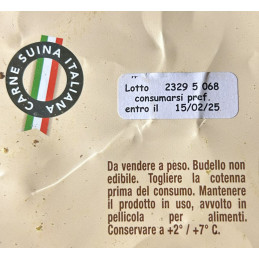 CARNE SUINA ITALIANA
Lotto 2329 5 068
consumarsi pref.
entro il 15/02/25
Da vendere a peso. Budello non
edibile. Togliere la cotenna
prima del consumo. Mantenere
il prodotto in uso, avvolto in
pellicola per alimenti.
Conservare a +2° / +7° C.